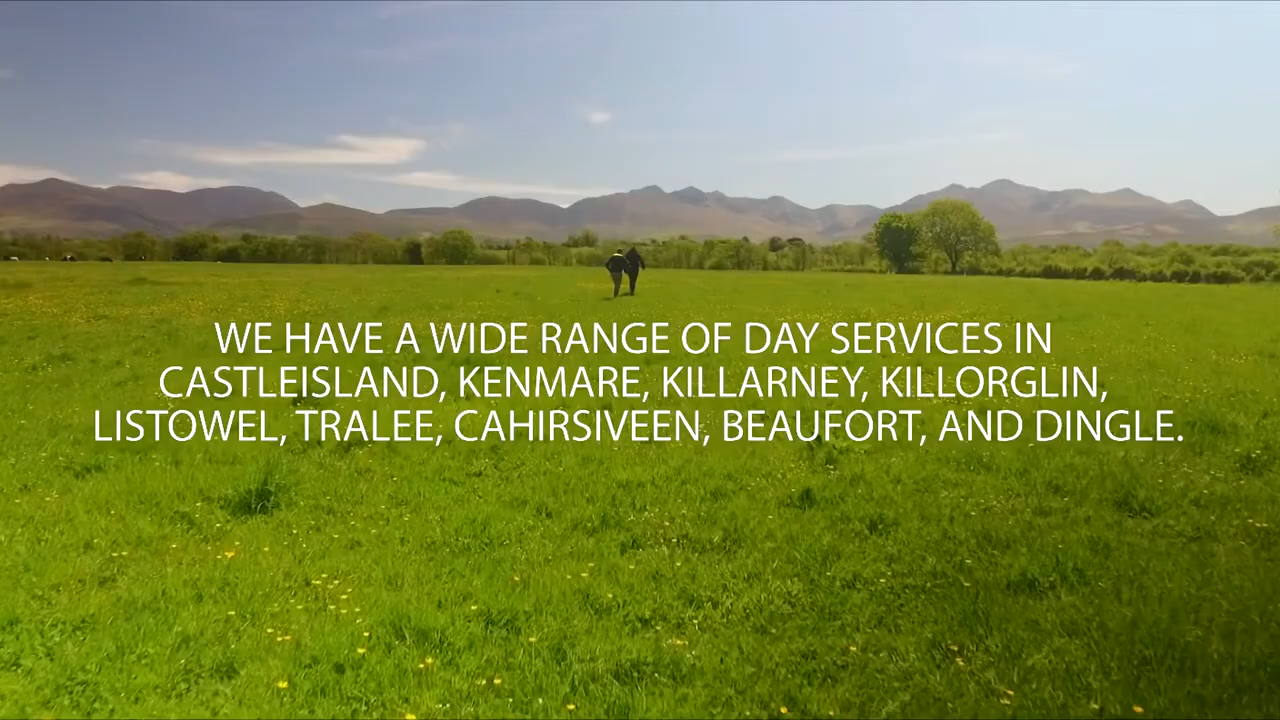 WE HAVE A WIDE RANGE OF DAY SERVICES IN
CASTLEISLAND, KENMARE, KILLARNEY, KILLORGLIN,
LISTOWEL, TRALEE, CAHIRSIVEEN, BEAUFORT, AND DINGLE.